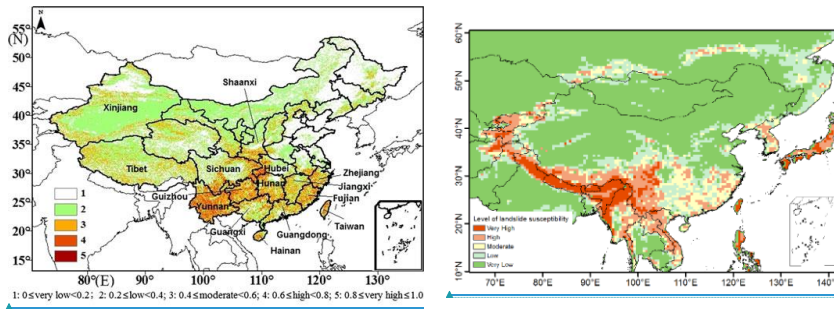 N
55°
(N)
50°
45°
40°
35°
30°
25°
20°
15°
Shaanxi
Xinjiang
Tibet
Sichuan
Hubei
Hunan
Zhejiang
Jiangxi
Fujian
Guizhou
Yunnan
Guangxi
Guangdong
Taiwan
Hainan
1
2
3
4
5
80° 90° (E) 100° 110° 120° 130°
1: 0≤very low<0.2; 2: 0.2≤low<0.4; 3: 0.4≤moderate<0.6; 4: 0.6≤high<0.8; 5: 0.8≤very high≤1.0
60°N
50°N
40°N
30°N
20°N
10°N
Level of landslide susceptibility
Very High
High
Moderate
Low
Very Low
70°E 80°E 90°E 100°E 110°E 120°E 130°E